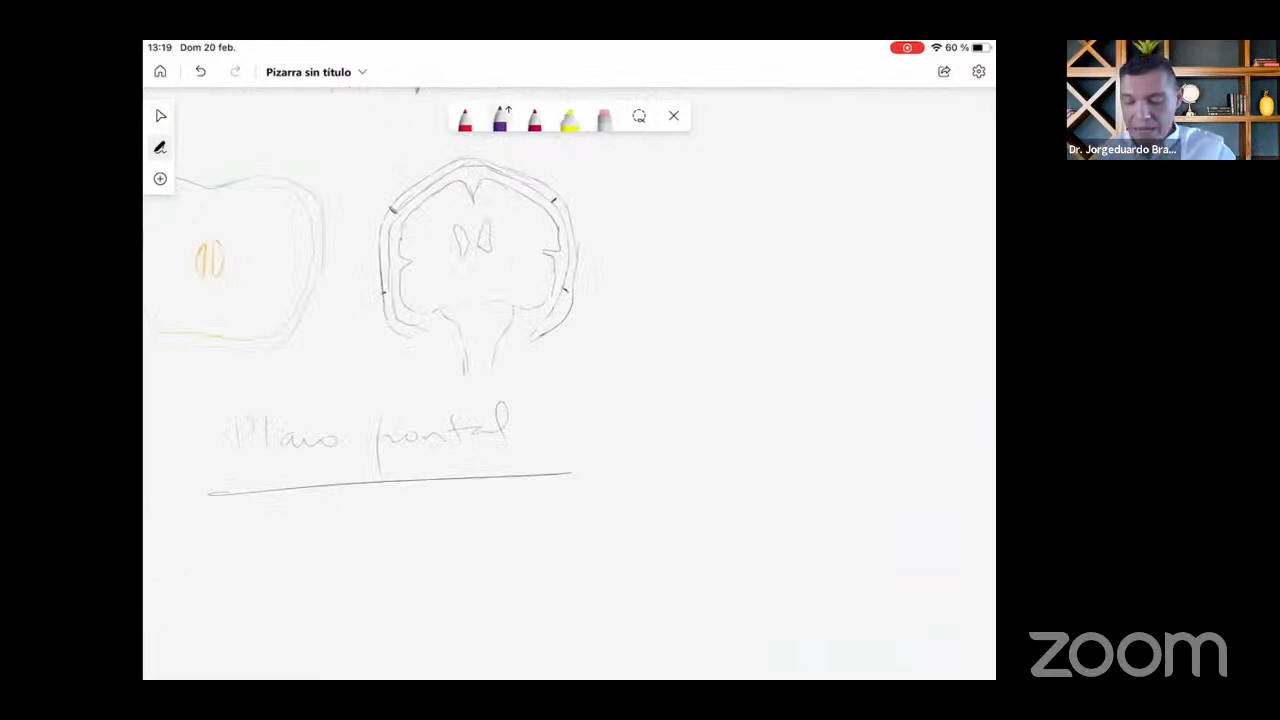 13:19 Dom 20 feb. 60 %
Pizarra sin título
Dr. Jorgeduardo Bra...
Plano frontal
zoom